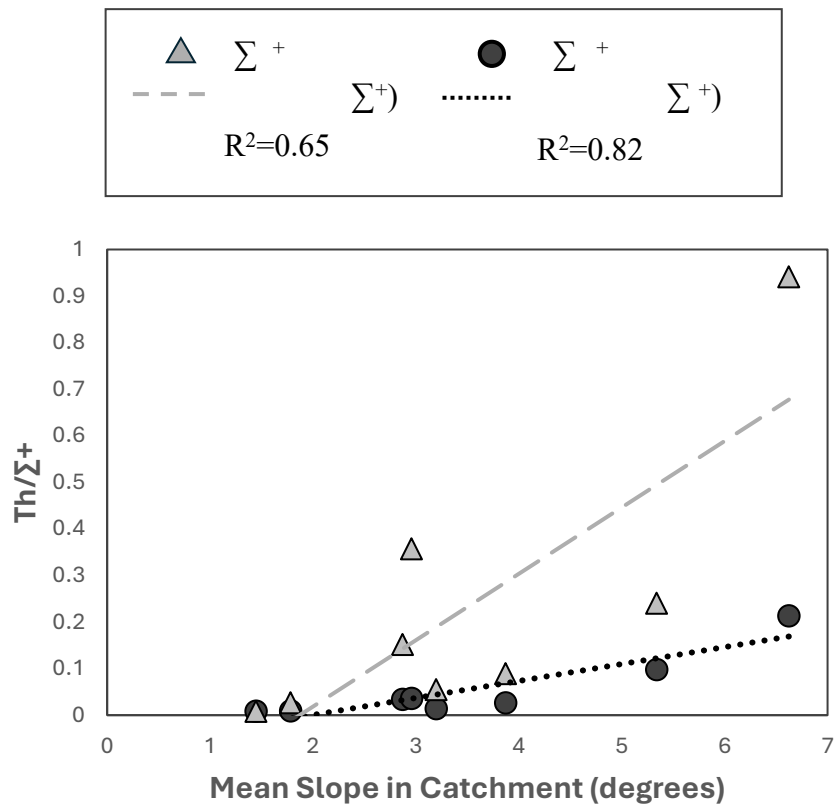 ∑ + ∑ +
∑+) ∑ +)
R²=0.65 R²=0.82
1
0.9
0.8
0.7
0.6
0.5
0.4
0.3
0.2
0.1
0
Th/Σ+
0 1 2 3 4 5 6 7
Mean Slope in Catchment (degrees)